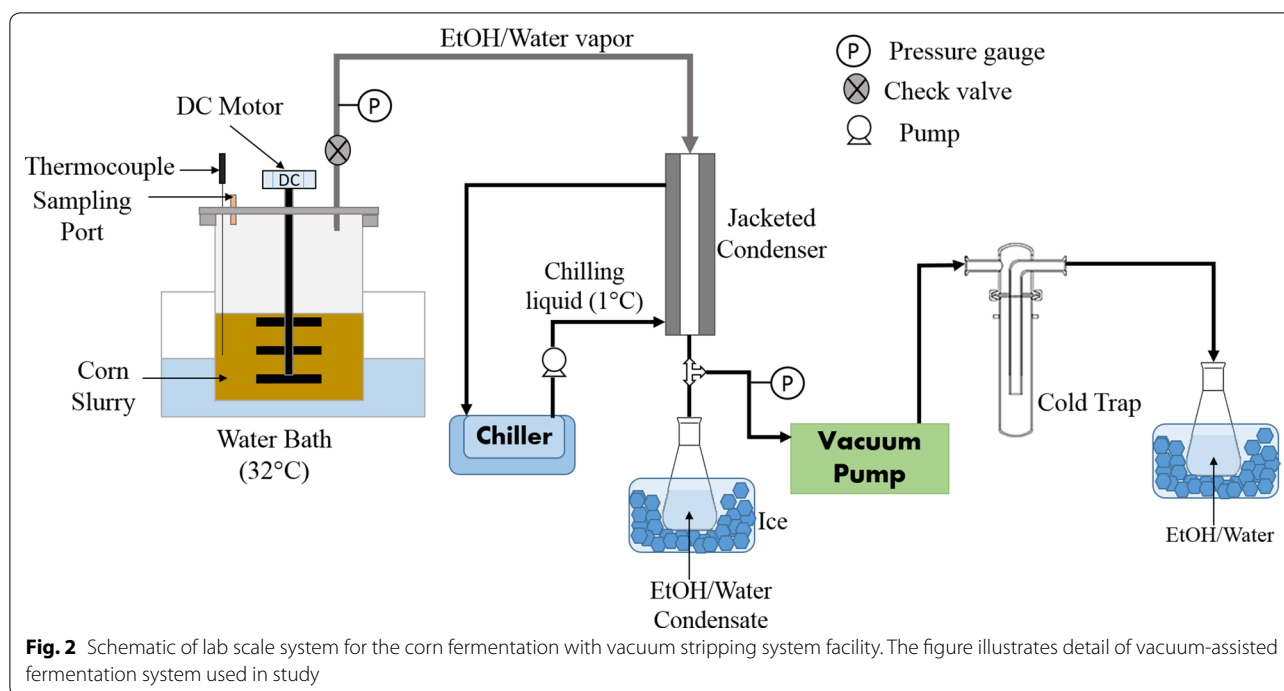 EtOH/Water vapor
P
Pressure gauge
Check valve
Pump
DC Motor
P
Thermocouple
DC
Sampling
Port
Jacketed
Condenser
Chilling
liquid (1°C)
P
Cold Trap
Corn
Slurry
Chiller
Vacuum
Pump
Water Bath
(32°C)
Ice
EtOH/Water
EtOH/Water
Condensate
Fig. 2 Schematic of lab scale system for the corn fermentation with vacuum stripping system facility. The figure illustrates detail of vacuum-assisted
fermentation system used in study